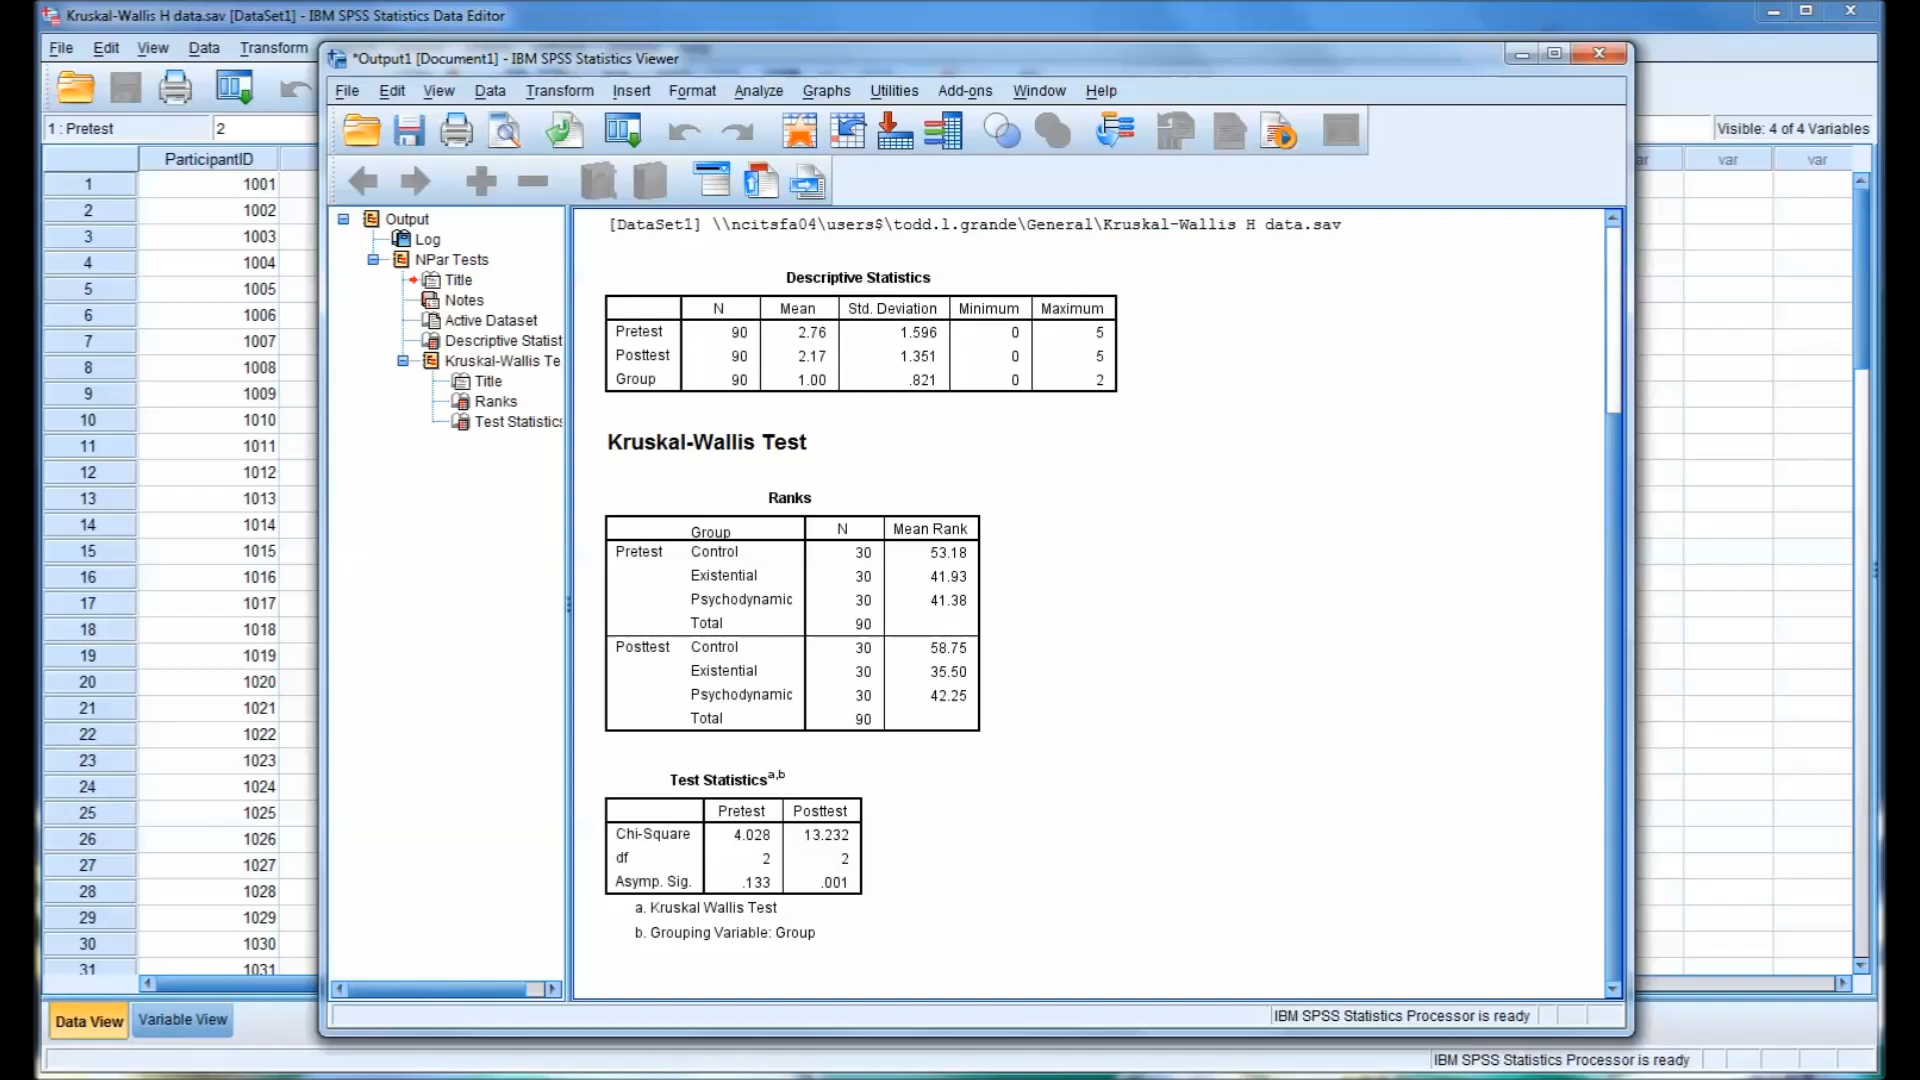 Kruskal-Wallis H data.sav [DataSet1] - IBM SPSS Statistics Data Editor
File Edit View Data Transform
1 : Pretest 2
Visible: 4 of 4 Variables
ParticipantID
ar var var
1 1001
2 1002
3 1003
4 1004
5 1005
6 1006
7 1007
8 1008
9 1009
10 1010
11 1011
12 1012
13 1013
14 1014
15 1015
16 1016
17 1017
18 1018
19 1019
20 1020
21 1021
22 1022
23 1023
24 1024
25 1025
26 1026
27 1027
28 1028
29 1029
30 1030
31 1031
Data View Variable View
*Output1 [Document1] - IBM SPSS Statistics Viewer
File Edit View Data Transform Insert Format Analyze Graphs Utilities Add-ons Window Help
Output
Log
NPar Tests
Title
Notes
Active Dataset
Descriptive Statist
Kruskal-Wallis Te
Title
Ranks
Test Statistics
[DataSet1] \\ncitsfa04\users$\todd.l.grande\General\Kruskal-Wallis H data.sav
Descriptive Statistics
N Mean Std. Deviation Minimum Maximum
Pretest 90 2.76 1.596 0 5
Posttest 90 2.17 1.351 0 5
Group 90 1.00 .821 0 2
Kruskal-Wallis Test
Ranks
Group N Mean Rank
Pretest Control 30 53.18
Existential 30 41.93
Psychodynamic 30 41.38
Total 90
Posttest Control 30 58.75
Existential 30 35.50
Psychodynamic 30 42.25
Total 90
Test Statistics a,b
Pretest Posttest
Chi-Square 4.028 13.232
df 2 2
Asymp. Sig. .133 .001
a. Kruskal Wallis Test
b. Grouping Variable: Group
IBM SPSS Statistics Processor is ready
IBM SPSS Statistics Processor is ready